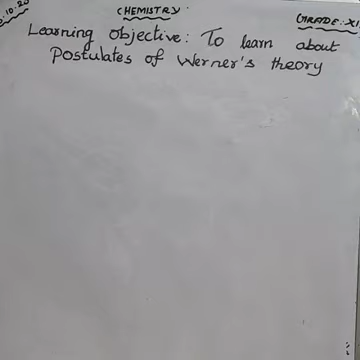 CHEMISTRY
GRADE: XI
Learning objective: To learn about
Postulates of Werner's theory